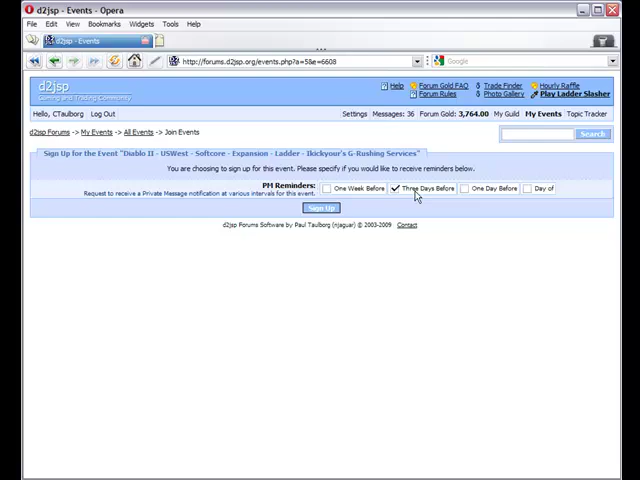 d2jsp - Events - Opera
File Edit View Bookmarks Widgets Tools Help
d2jsp - Events
http://forums.d2jsp.org/events.php?a=5&e=6608
Google
d2jsp
Gaming and Trading Community
Help Forum Gold FAQ Trade Finder Hourly Raffle
Forum Rules Photo Gallery Play Ladder Slasher
Hello, CTaulborg Log Out Settings Messages: 36 Forum Gold: 3,764.00 My Guild My Events Topic Tracker
d2jsp Forums -> My Events -> All Events -> Join Events
Search
Sign Up for the Event "Diablo II - USWest - Softcore - Expansion - Ladder - Ikickyour's G-Rushing Services"
You are choosing to sign up for this event. Please specify if you would like to receive reminders below.
PM Reminders:
Request to receive a Private Message notification at various intervals for this event.
One Week Before Three Days Before One Day Before Day of
Sign Up
d2jsp Forums Software by Paul Taulborg (njaguar) © 2003-2009 Contact